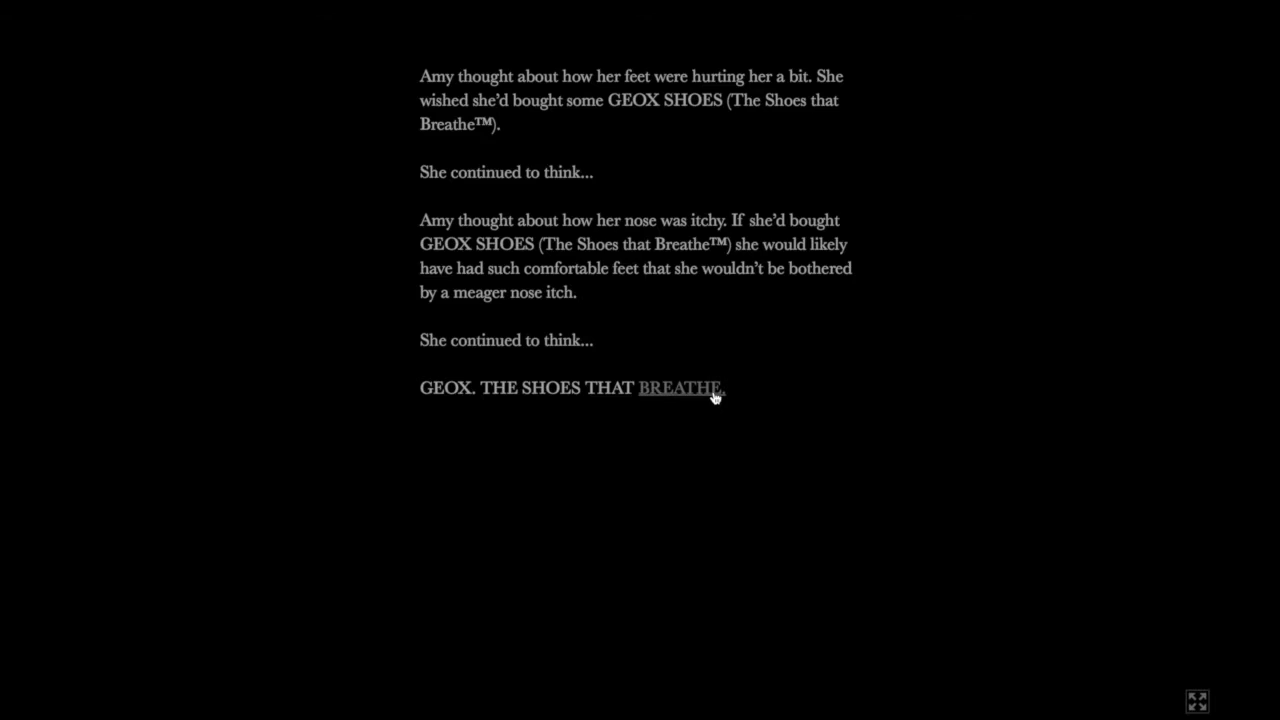 Amy thought about how her feet were hurting her a bit. She
wished she’d bought some GEOX SHOES (The Shoes that
Breathe™).
She continued to think...
Amy thought about how her nose was itchy. If she’d bought
GEOX SHOES (The Shoes that Breathe™) she would likely
have had such comfortable feet that she wouldn’t be bothered
by a meager nose itch.
She continued to think...
GEOX. THE SHOES THAT BREATHE.